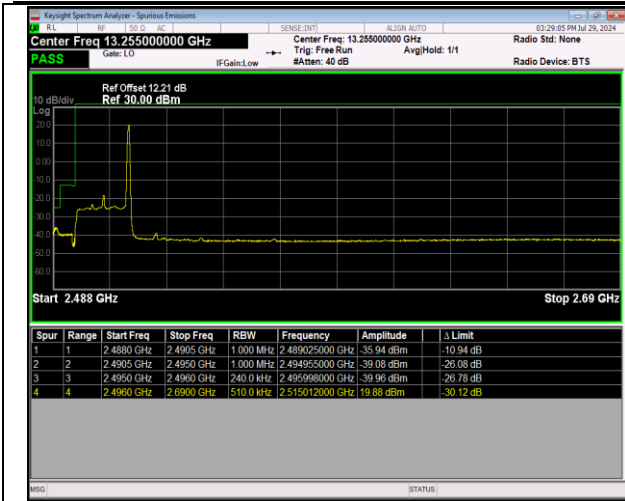 Keysight Spectrum Analyzer - Spurious Emissions
RL RF 50 Ω AC SENSE:INT ALIGN AUTO 03:29:05 PM Jul 29, 2024
Center Freq 13.255000000 GHz Center Freq: 13.255000000 GHz Radio Std: None
PASS Gate: LO IFGain:Low Trig: Free Run Avg|Hold: 1/1
#Atten: 40 dB Radio Device: BTS
Ref Offset 12.21 dB
10 dB/div Ref 30.00 dBm
Log
20.0
10.0
0.00
-10.0
-20.0
-30.0
-40.0
-50.0
-60.0
Start 2.488 GHz Stop 2.69 GHz
Spur Range Start Freq Stop Freq RBW Frequency Amplitude Δ Limit
1 1 2.4880 GHz 2.4905 GHz 1.000 MHz 2.489025000 GHz -35.94 dBm -10.94 dB
2 2 2.4905 GHz 2.4950 GHz 1.000 MHz 2.494955000 GHz -39.08 dBm -26.08 dB
3 3 2.4950 GHz 2.4960 GHz 240.0 kHz 2.495998000 GHz -39.96 dBm -26.78 dB
4 4 2.4960 GHz 2.6900 GHz 510.0 kHz 2.515012000 GHz 19.88 dBm -30.12 dB
MSG STATUS